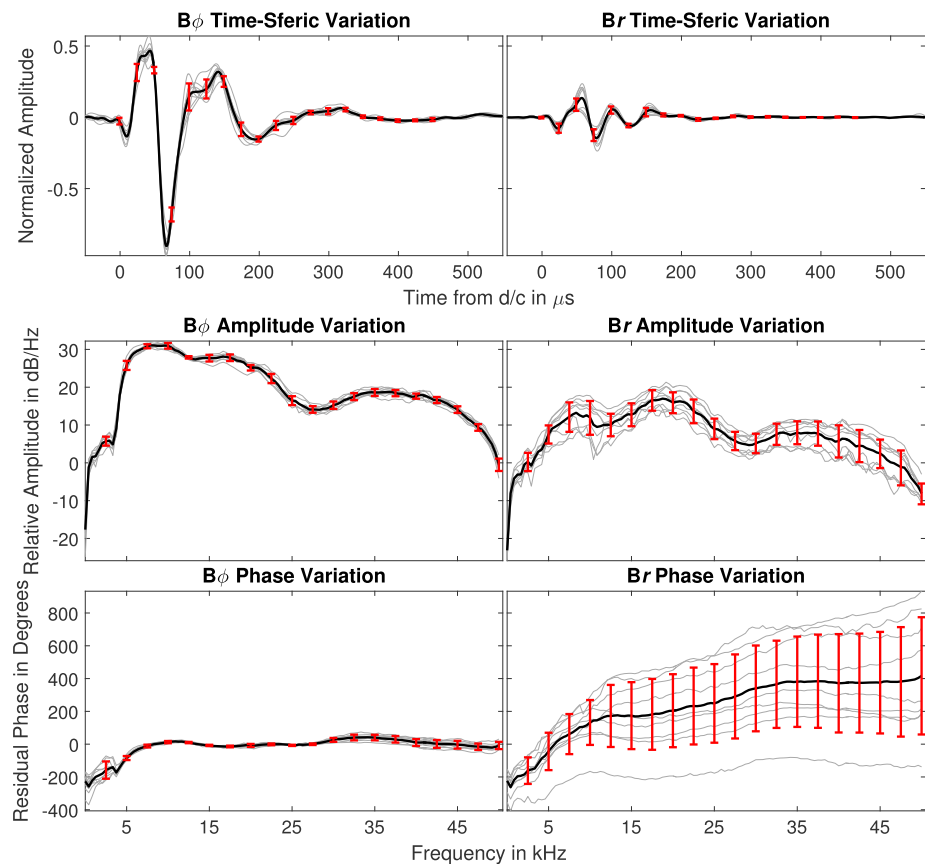 Bϕ Time-Sferic Variation
Br Time-Sferic Variation
Normalized Amplitude
0.5
0
-0.5
0 100 200 300 400 500
0 100 200 300 400 500
Time from d/c in μs
Bϕ Amplitude Variation
Br Amplitude Variation
Relative Amplitude in dB/Hz
30
20
10
0
-10
-20
Bϕ Phase Variation
Br Phase Variation
Residual Phase in Degrees
800
600
400
200
0
-200
-400
5 15 25 35 45
5 15 25 35 45
Frequency in kHz